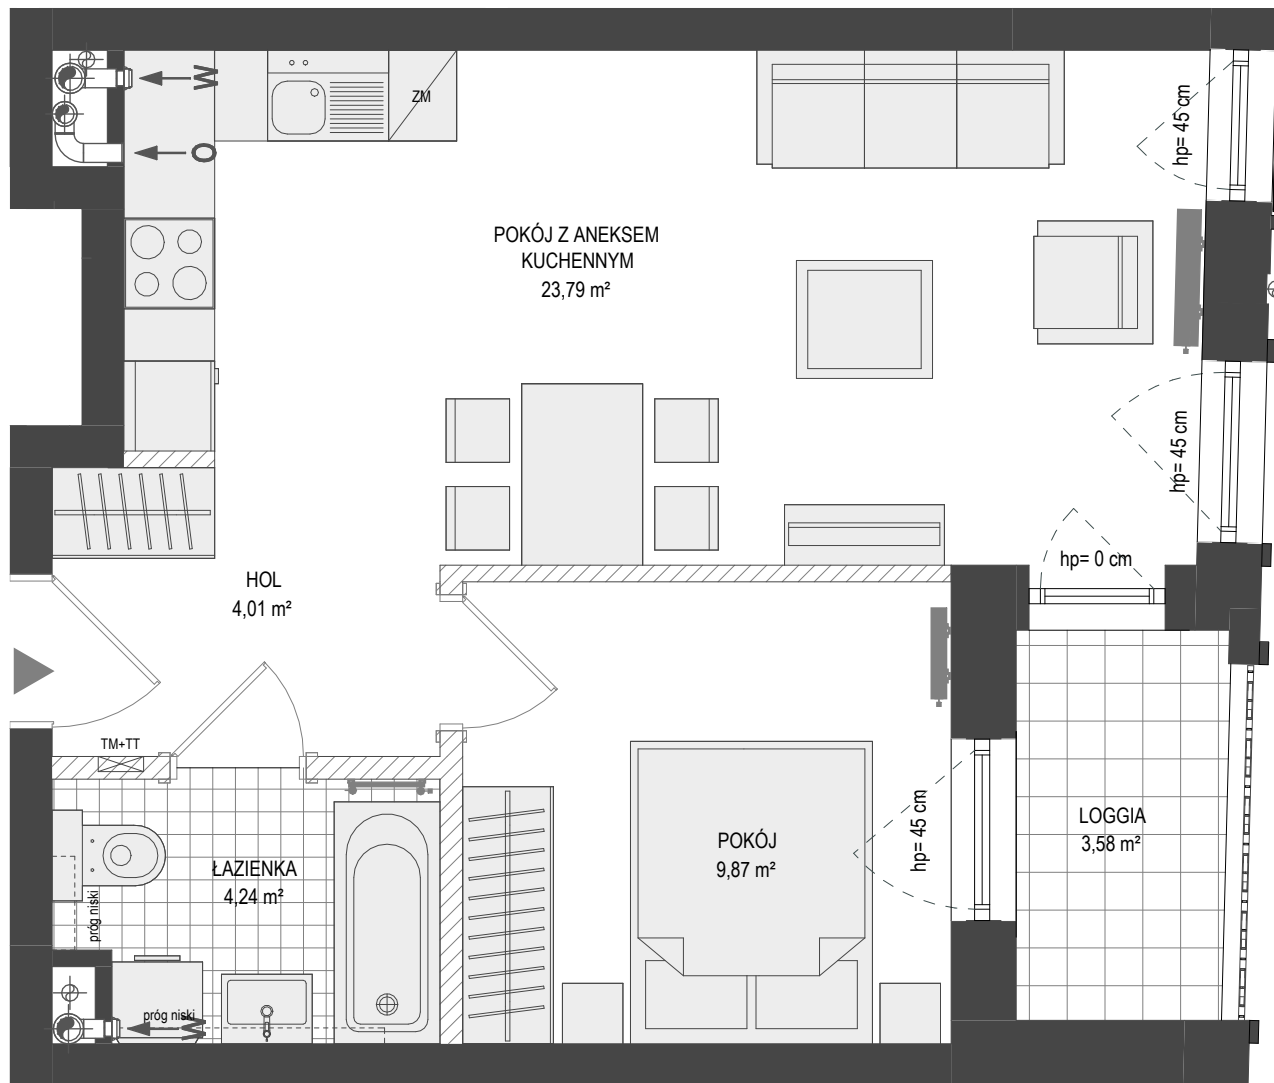 W
O
ZM
hp= 45 cm
POKÓJ Z ANEKSEM
KUCHENNYM
23,79 m²
hp= 45 cm
hp= 0 cm
HOL
4,01 m²
TM+TT
ŁAZIENKA
4,24 m²
próg niski
próg niski
W
POKÓJ
9,87 m²
hp= 45 cm
LOGGIA
3,58 m²